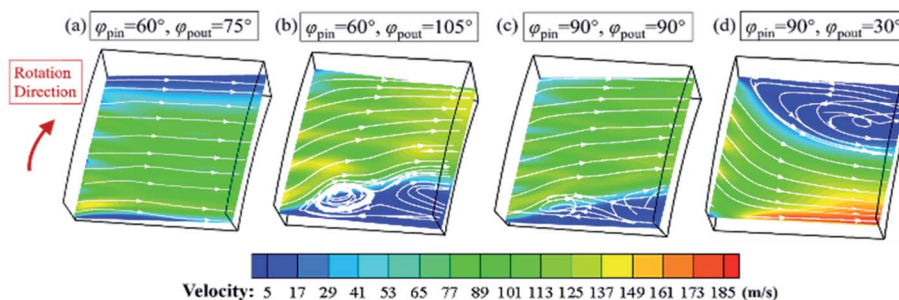 (a) φpin=60°, φpout=75°
(b) φpin=60°, φpout=105°
(c) φpin=90°, φpout=90°
(d) φpin=90°, φpout=30°
Rotation
Direction
Velocity: 5 17 29 41 53 65 77 89 101 113 125 137 149 161 173 185 (m/s)